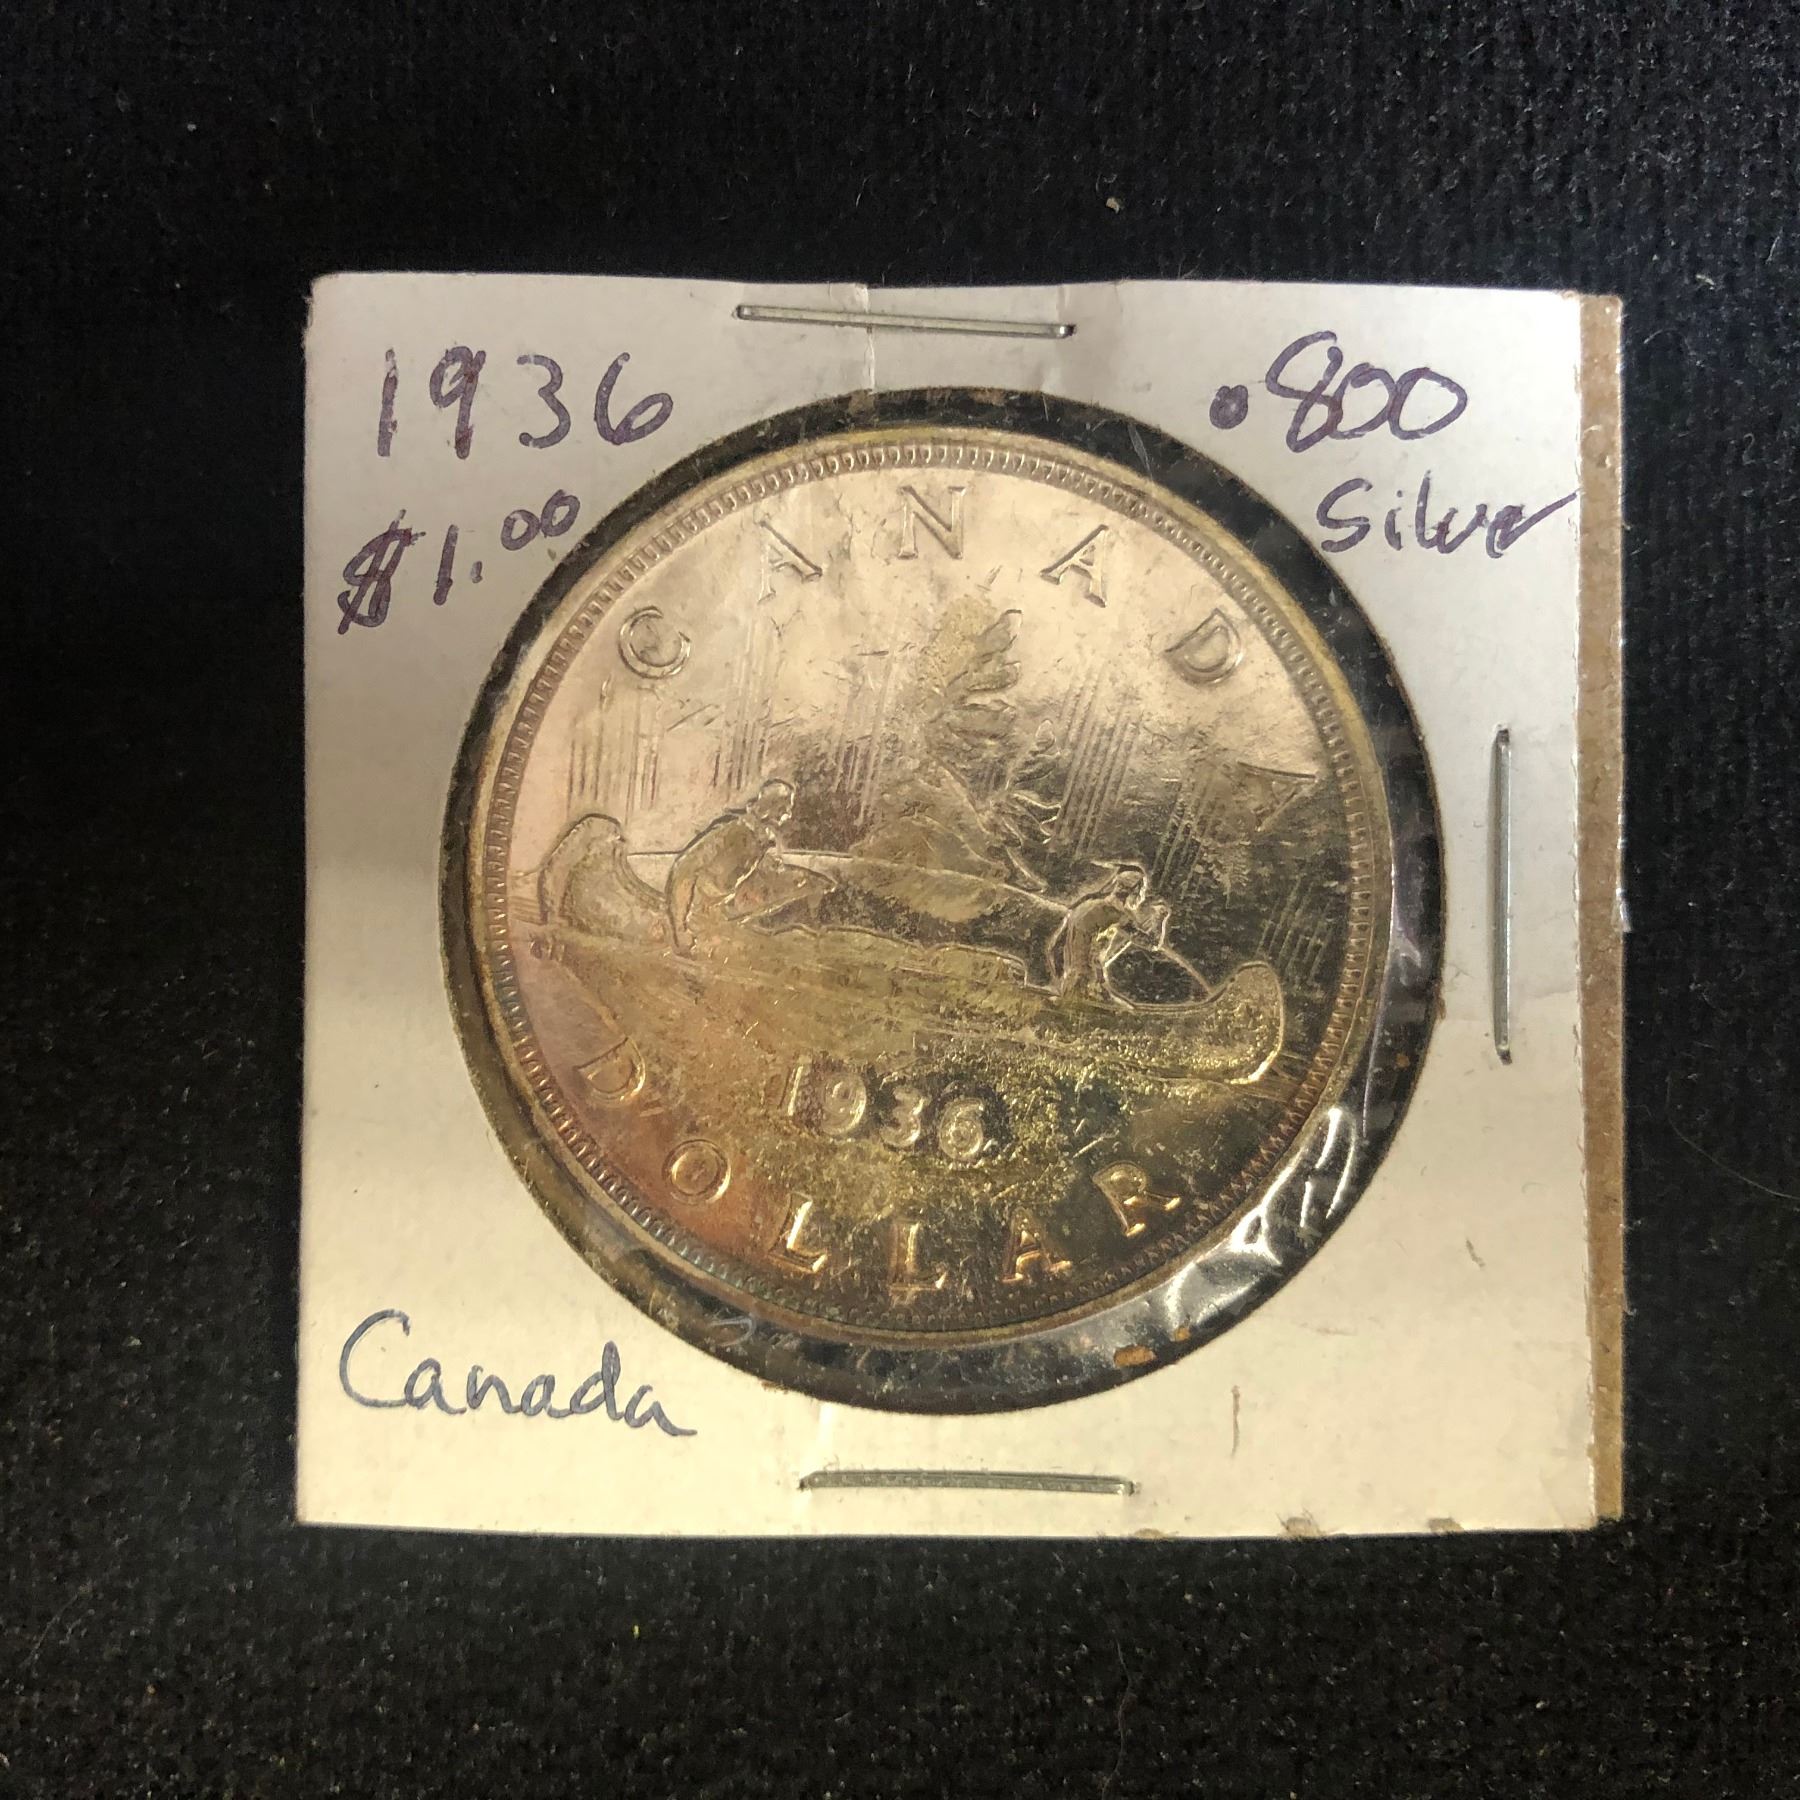 1936 .800
$1.00 Silver
CANADA
1936
DOLLAR
Canada